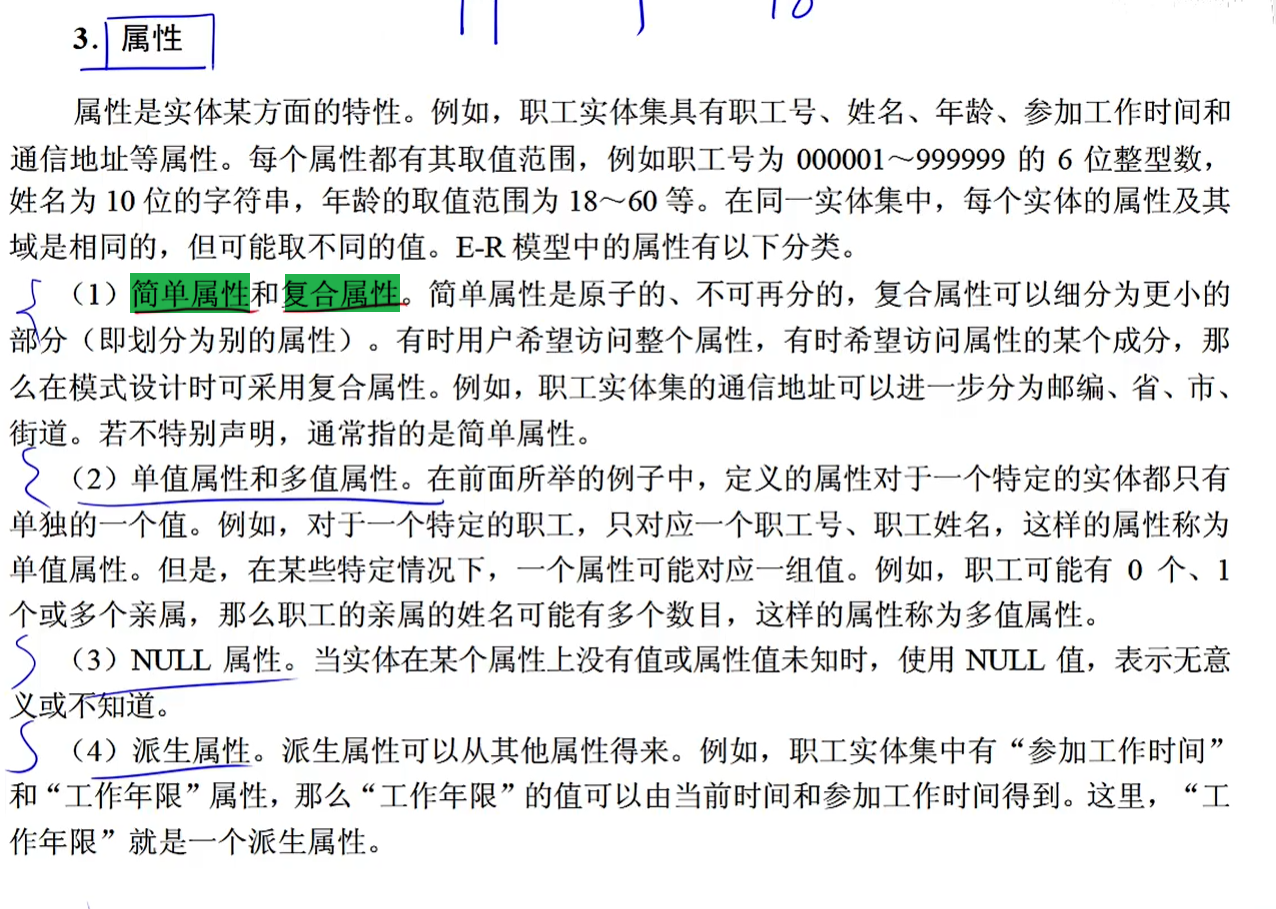 3. 属性
属性是实体某方面的特性。例如，职工实体集具有职工号、姓名、年龄、参加工作时间和
通信地址等属性。每个属性都有其取值范围，例如职工号为 000001～999999 的 6 位整型数，
姓名为 10 位的字符串，年龄的取值范围为 18～60 等。在同一实体集中，每个实体的属性及其
域是相同的，但可能取不同的值。E-R 模型中的属性有以下分类。
（1）简单属性和复合属性。简单属性是原子的、不可再分的，复合属性可以细分为更小的
部分（即划分为别的属性）。有时用户希望访问整个属性，有时希望访问属性的某个成分，那
么在模式设计时可采用复合属性。例如，职工实体集的通信地址可以进一步分为邮编、省、市、
街道。若不特别声明，通常指的是简单属性。
（2）单值属性和多值属性。在前面所举的例子中，定义的属性对于一个特定的实体都只有
单独的一个值。例如，对于一个特定的职工，只对应一个职工号、职工姓名，这样的属性称为
单值属性。但是，在某些特定情况下，一个属性可能对应一组值。例如，职工可能有 0 个、1
个或多个亲属，那么职工的亲属的姓名可能有多个数目，这样的属性称为多值属性。
（3）NULL 属性。当实体在某个属性上没有值或属性值未知时，使用 NULL 值，表示无意
义或不知道。
（4）派生属性。派生属性可以从其他属性得来。例如，职工实体集中有“参加工作时间”
和“工作年限”属性，那么“工作年限”的值可以由当前时间和参加工作时间得到。这里，“工
作年限”就是一个派生属性。